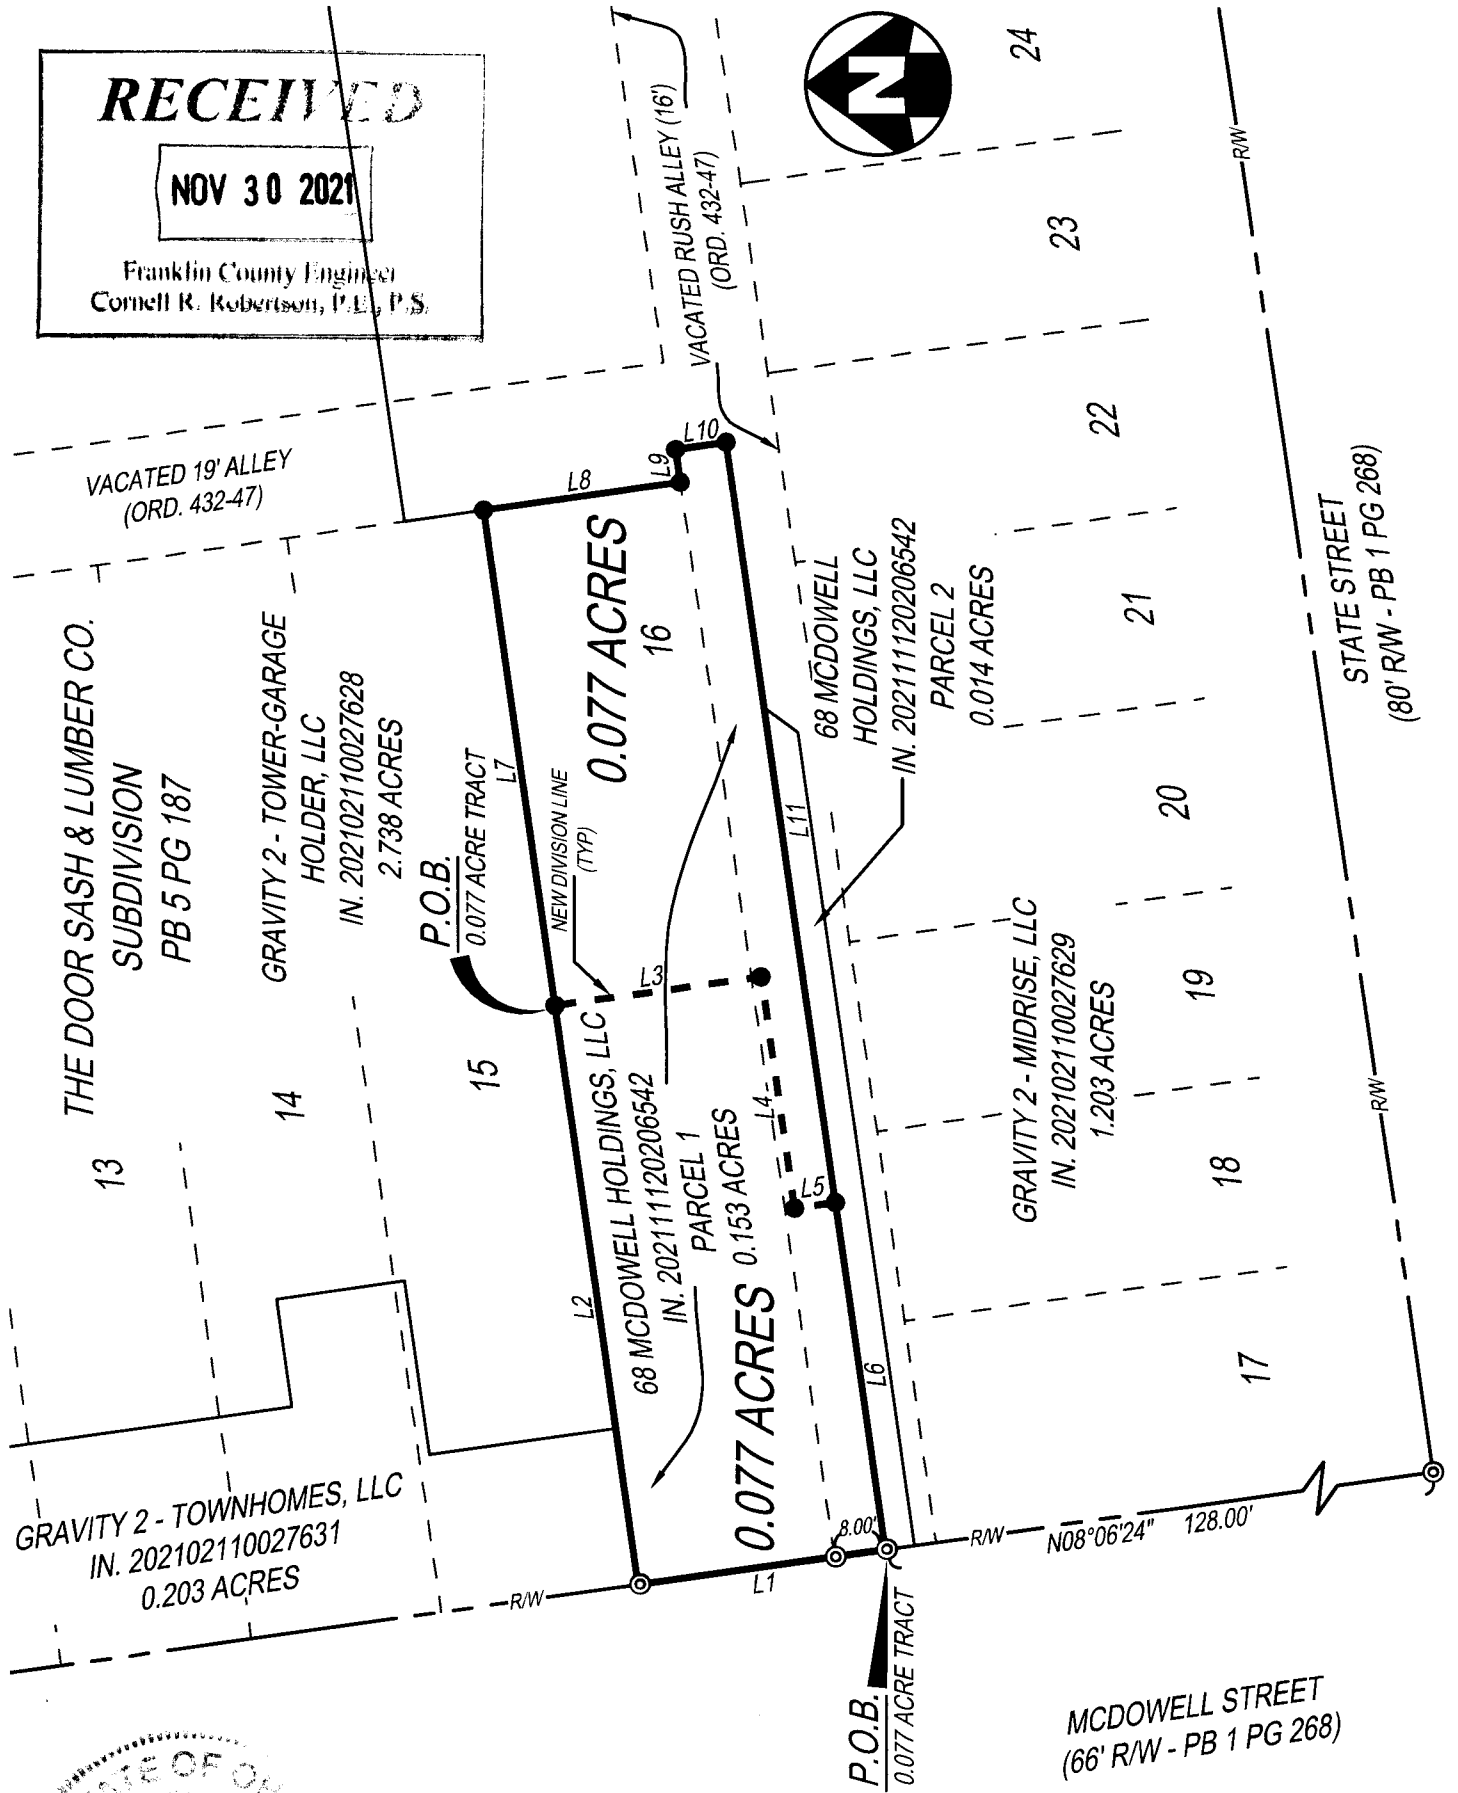 RECEIVED
NOV 30 2021
Franklin County Engineer
Cornell R. Robertson, P.E., P.S.
N
24
23
22
21
20
19
18
17
VACATED RUSH ALLEY (16')
(ORD. 432-47)
VACATED 19' ALLEY
(ORD. 432-47)
THE DOOR SASH & LUMBER CO.
SUBDIVISION
PB 5 PG 187
13
14
15
16
GRAVITY 2 - TOWER-GARAGE
HOLDER, LLC
IN. 202102110027628
2.738 ACRES
P.O.B.
0.077 ACRE TRACT
NEW DIVISION LINE
(TYP)
0.077 ACRES
L7
L8
L9
L10
L11
L3
L4
L5
L2
L6
L1
68 MCDOWELL
HOLDINGS, LLC
IN. 202111120206542
PARCEL 2
0.014 ACRES
68 MCDOWELL HOLDINGS, LLC
IN. 202111120206542
PARCEL 1
0.153 ACRES
0.077 ACRES
GRAVITY 2 - MIDRISE, LLC
IN. 202102110027629
1.203 ACRES
STATE STREET
(80' R/W - PB 1 PG 268)
R/W
R/W
GRAVITY 2 - TOWNHOMES, LLC
IN. 202102110027631
0.203 ACRES
R/W
8.00'
R/W
N08°06'24"
128.00'
P.O.B.
0.077 ACRE TRACT
MCDOWELL STREET
(66' R/W - PB 1 PG 268)
OF